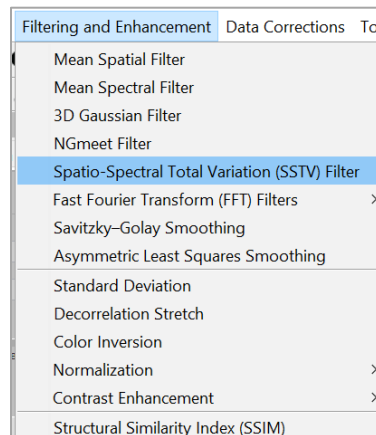 Filtering and Enhancement Data Corrections To
Mean Spatial Filter
Mean Spectral Filter
3D Gaussian Filter
NGmeet Filter
Spatio-Spectral Total Variation (SSTV) Filter
Fast Fourier Transform (FFT) Filters
Savitzky–Golay Smoothing
Asymmetric Least Squares Smoothing
Standard Deviation
Decorrelation Stretch
Color Inversion
Normalization
Contrast Enhancement
Structural Similarity Index (SSIM)